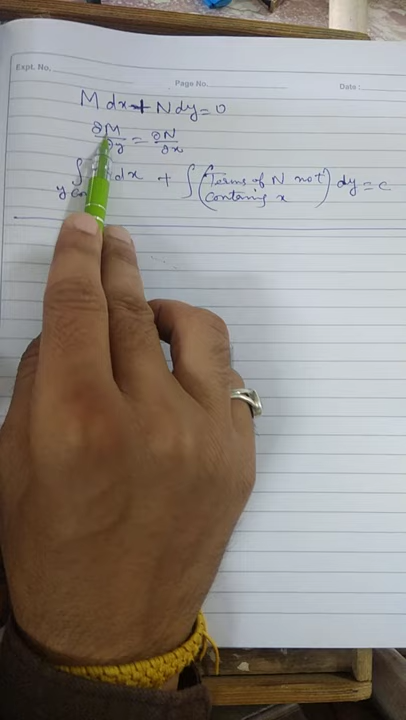 Expt. No.
Page No.
Date :
M dx + N dy = 0
∂M/∂y = ∂N/∂x
∫ dx + ∫ (Terms of N not containing x) dy = c
y